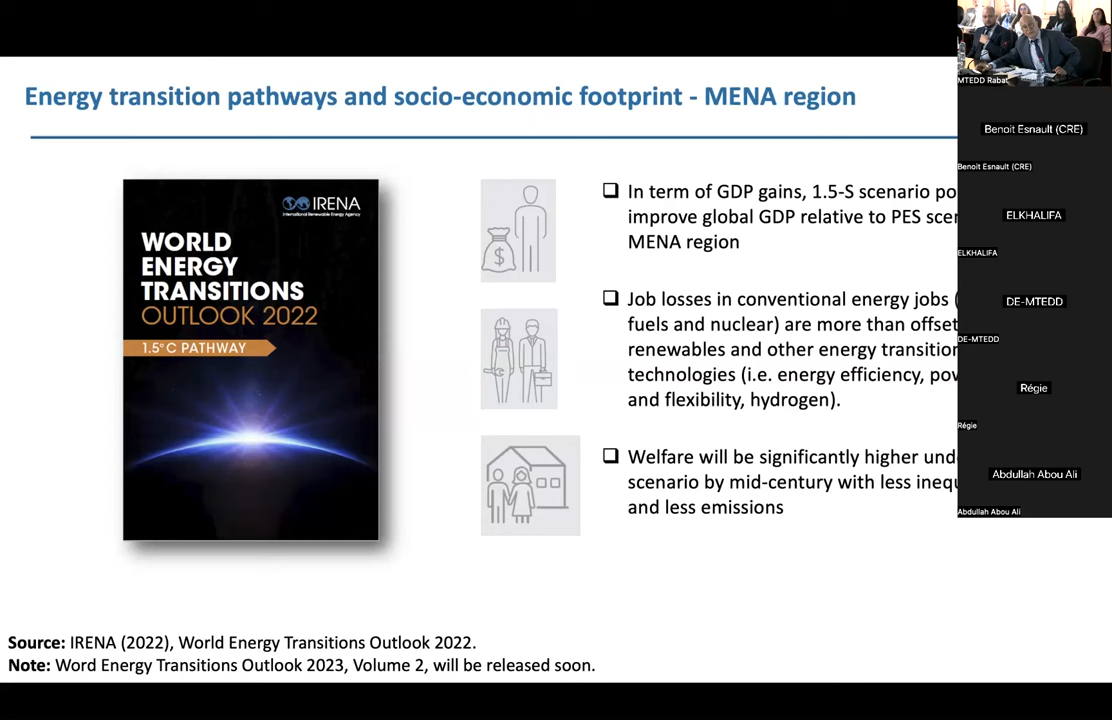 Energy transition pathways and socio-economic footprint - MENA region
IRENA
International Renewable Energy Agency
WORLD
ENERGY
TRANSITIONS
OUTLOOK 2022
1.5°C PATHWAY
$
In term of GDP gains, 1.5-S scenario
improve global GDP relative to PES
MENA region
Job losses in conventional energy jobs
fuels and nuclear) are more than offset
renewables and other energy transition
technologies (i.e. energy efficiency,
and flexibility, hydrogen).
Welfare will be significantly higher
scenario by mid-century with less
and less emissions
Source: IRENA (2022), World Energy Transitions Outlook 2022.
Note: Word Energy Transitions Outlook 2023, Volume 2, will be released soon.
MTEDD Rabat
Benoit Esnault (CRE)
Benoit Esnault (CRE)
ELKHALIFA
ELKHALIFA
DE-MTEDD
DE-MTEDD
Régie
Régie
Abdullah Abou Ali
Abdullah Abou Ali